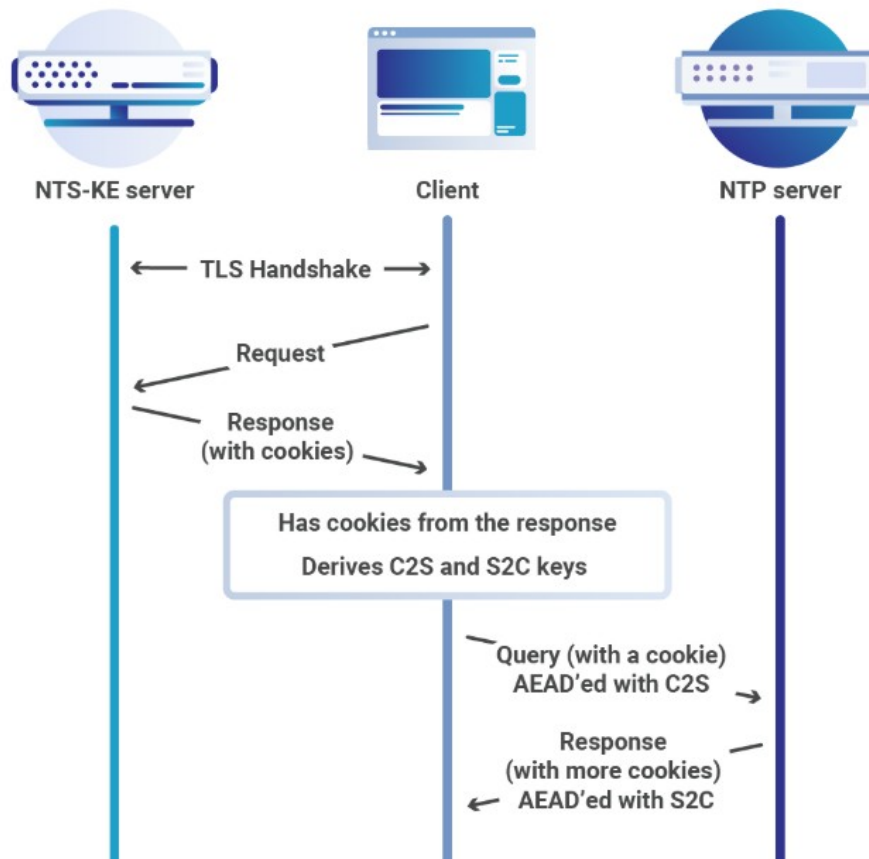 NTS-KE server
Client
NTP server
TLS Handshake
Request
Response
(with cookies)
Has cookies from the response
Derives C2S and S2C keys
Query (with a cookie)
AEAD’ed with C2S
Response
(with more cookies)
AEAD’ed with S2C